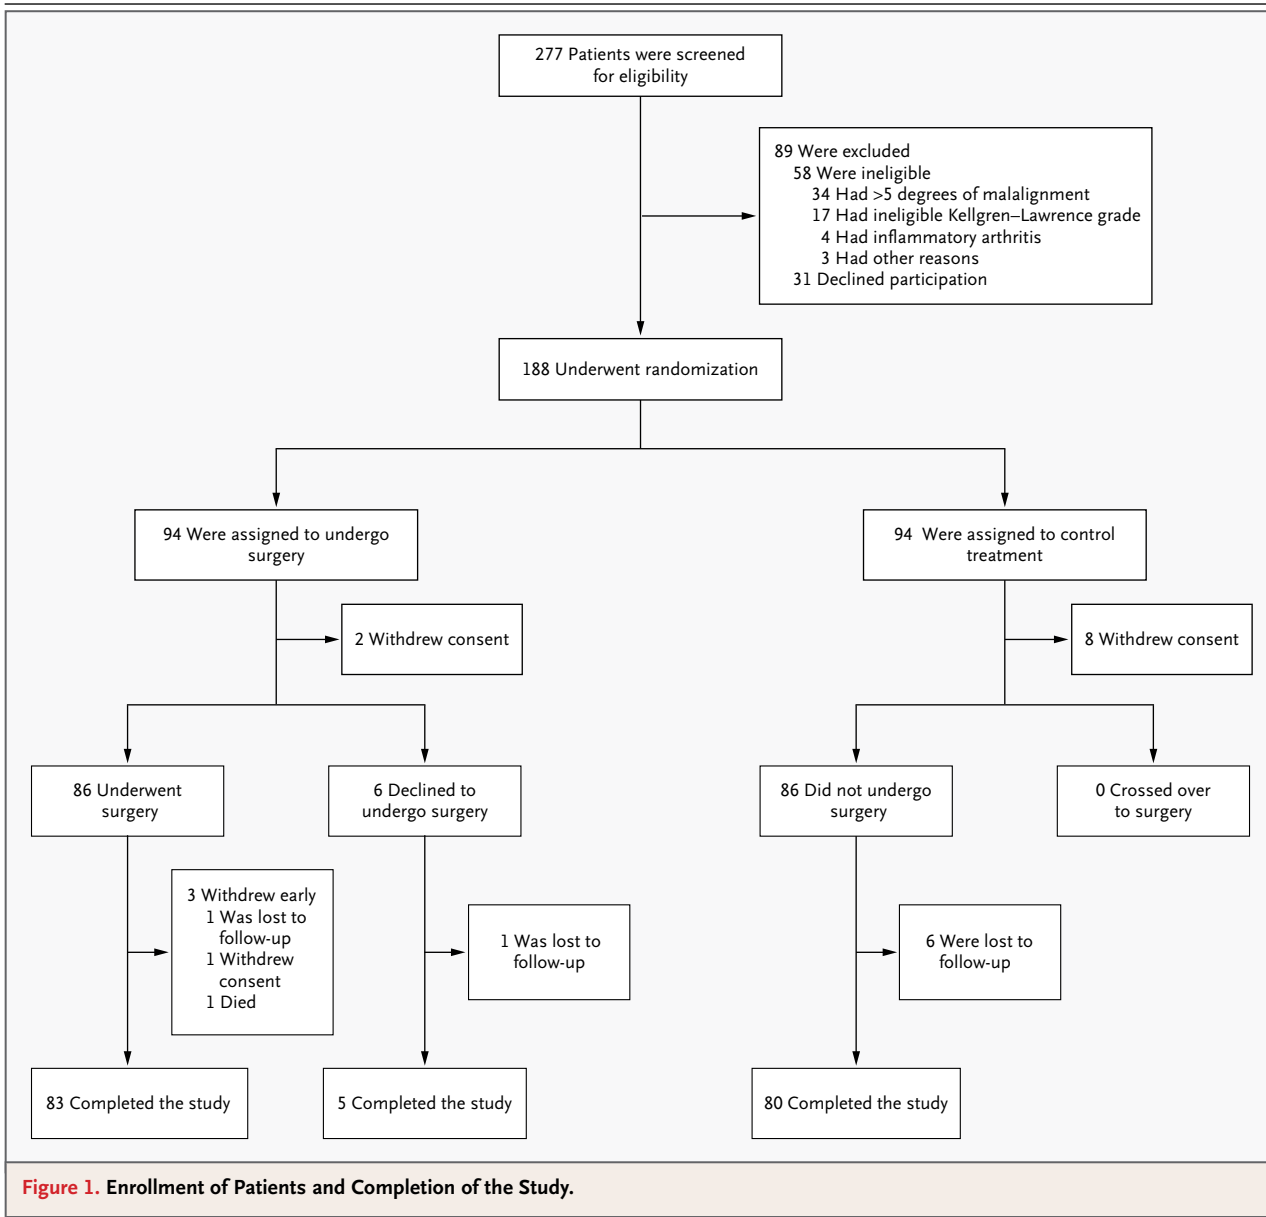 277 Patients were screened
for eligibility
89 Were excluded
58 Were ineligible
34 Had >5 degrees of malalignment
17 Had ineligible Kellgren–Lawrence grade
4 Had inflammatory arthritis
3 Had other reasons
31 Declined participation
188 Underwent randomization
94 Were assigned to undergo
surgery
94 Were assigned to control
treatment
2 Withdrew consent
8 Withdrew consent
86 Underwent
surgery
6 Declined to
undergo surgery
86 Did not undergo
surgery
0 Crossed over
to surgery
3 Withdrew early
1 Was lost to
follow-up
1 Withdrew
consent
1 Died
1 Was lost to
follow-up
6 Were lost to
follow-up
83 Completed the study
5 Completed the study
80 Completed the study
Figure 1. Enrollment of Patients and Completion of the Study.